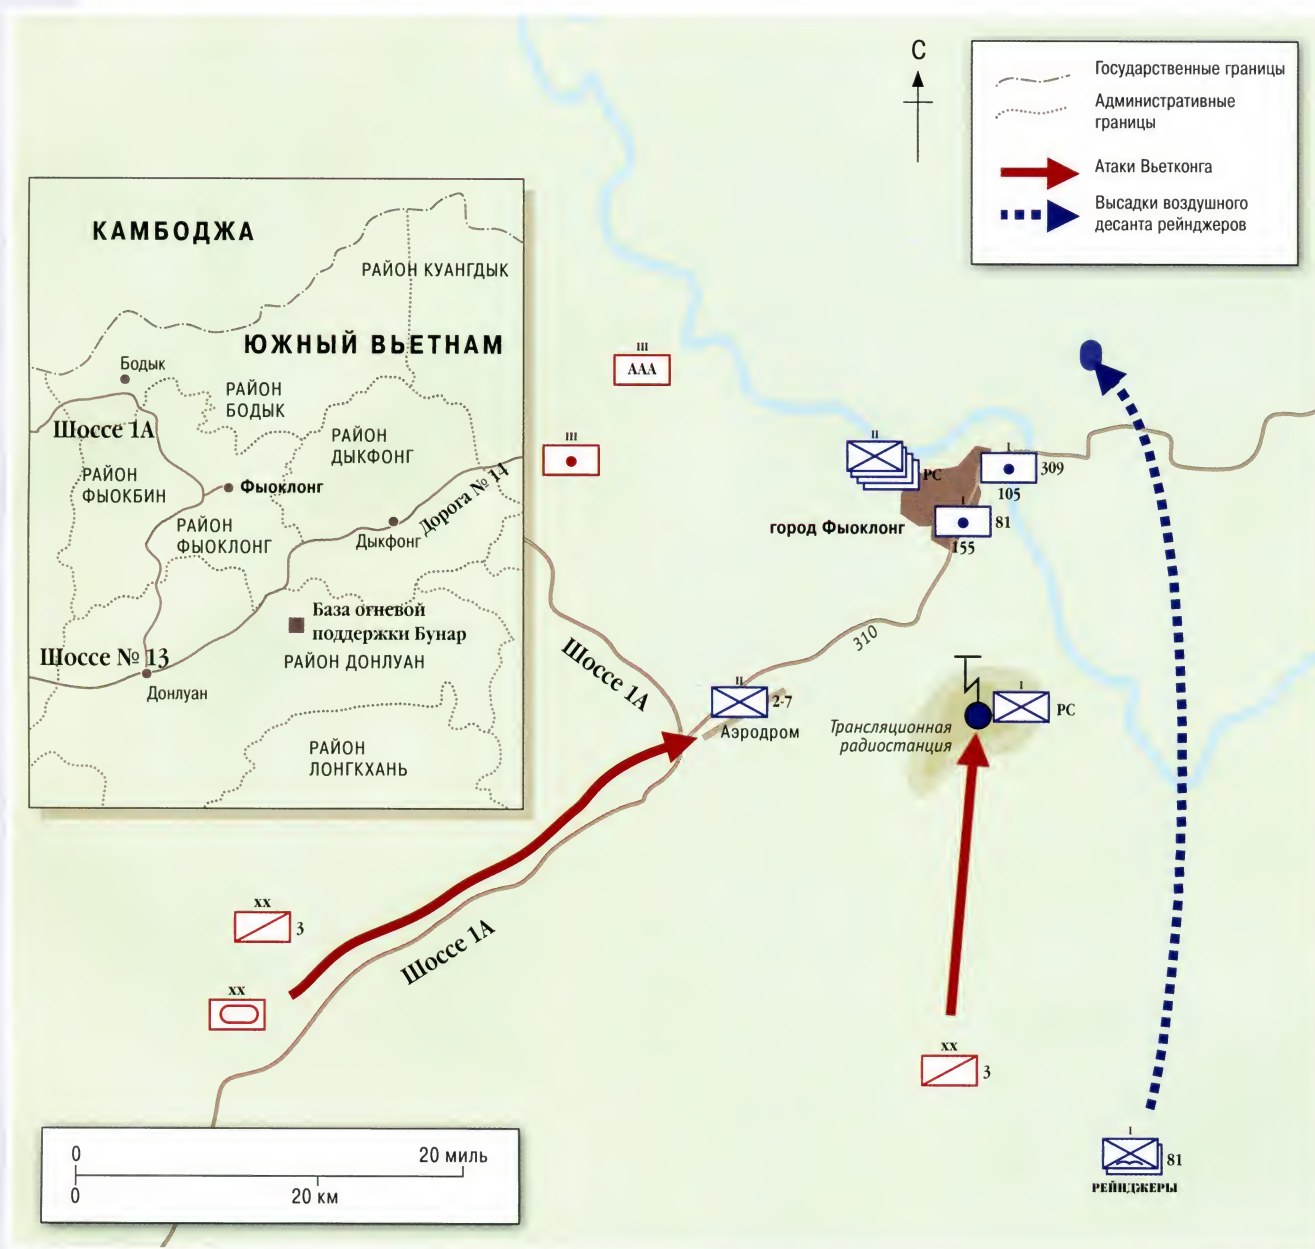 С
Государственные границы
Административные
границы
Атаки Вьетконга
Высадки воздушного
десанта рейнджеров
КАМБОДЖА
РАЙОН КУАНГДЫК
ЮЖНЫЙ ВЬЕТНАМ
Бодык
РАЙОН
БОДЫК
Шоссе 1А
РАЙОН
ДЫКФОНГ
РАЙОН
ФЫОКБИН
Фыоклонг
Дорога № 14
РАЙОН
ФЫОКЛОНГ
Дыкфонг
База огневой
поддержки Бунар
Шоссе № 13
РАЙОН ДОНЛУАН
Донлуан
РАЙОН
ЛОНГКХАНЬ
III
ААА
III
II
РС
I
309
105
I
81
155
город Фыоклонг
310
Шоссе 1А
II
2-7
Аэродром
Трансляционная
радиостанция
I
РС
XX
3
Шоссе 1А
XX
XX
3
I
81
РЕЙНДЖЕРЫ
0
20 миль
0
20 км